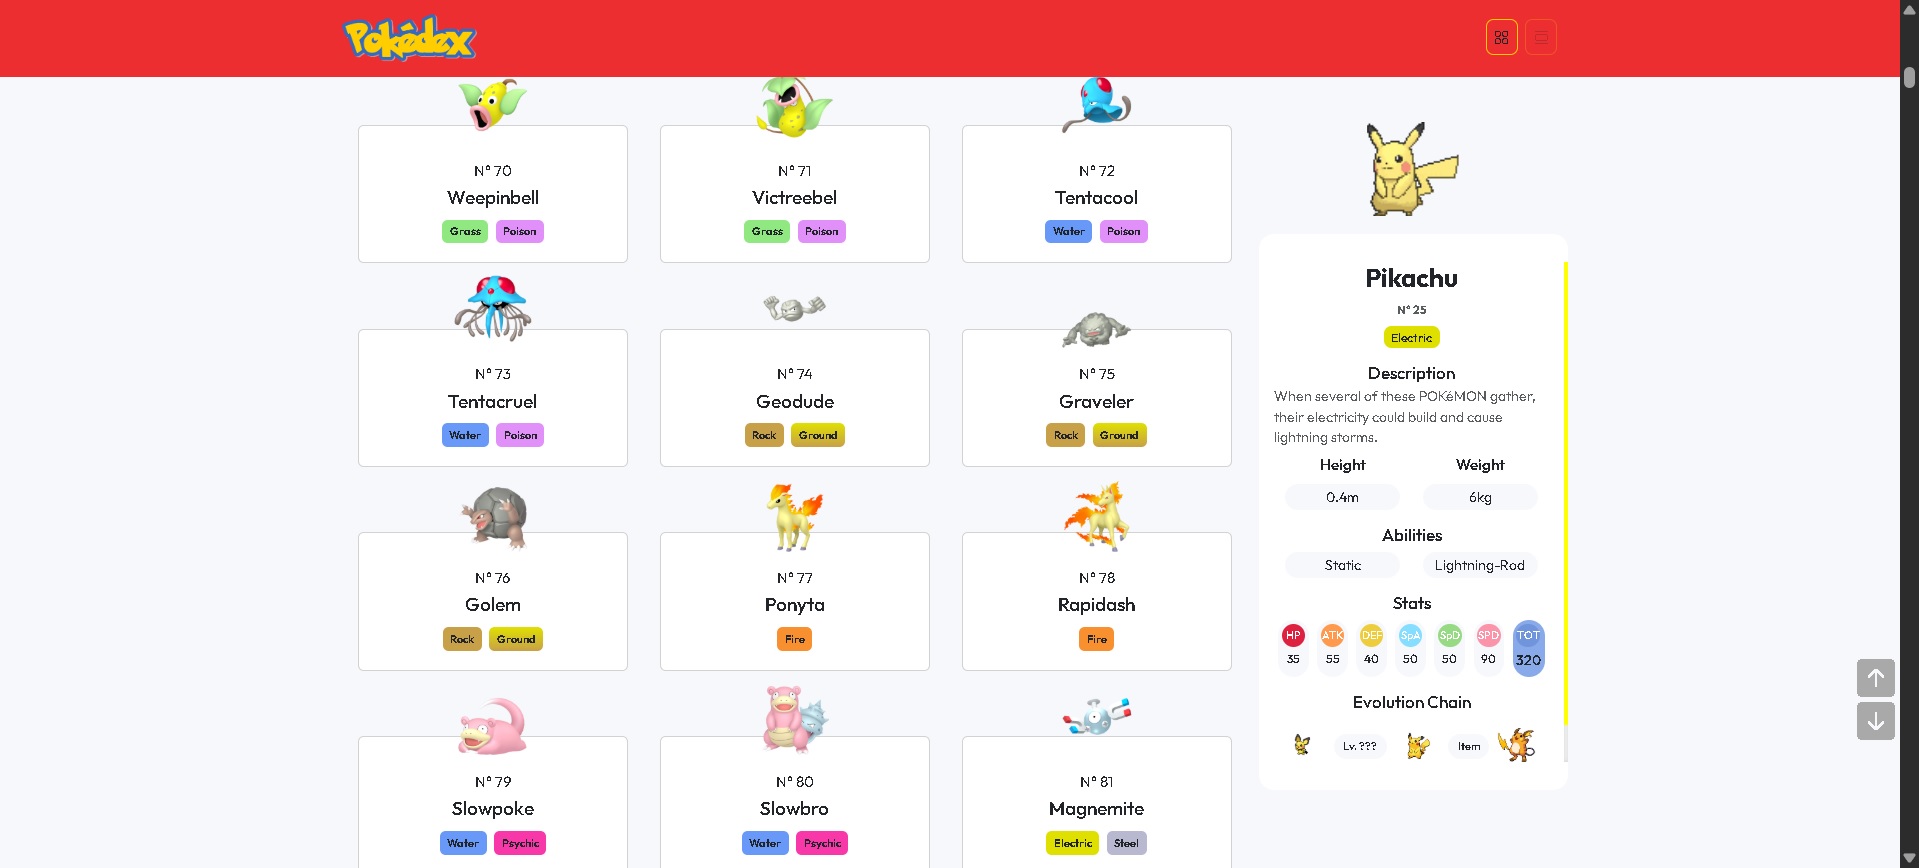 Pokédex
N° 70
Weepinbell
Grass Poison
N° 71
Victreebel
Grass Poison
N° 72
Tentacool
Water Poison
N° 73
Tentacruel
Water Poison
N° 74
Geodude
Rock Ground
N° 75
Graveler
Rock Ground
N° 76
Golem
Rock Ground
N° 77
Ponyta
Fire
N° 78
Rapidash
Fire
N° 79
Slowpoke
Water Psychic
N° 80
Slowbro
Water Psychic
N° 81
Magnemite
Electric Steel
Pikachu
N° 25
Electric
Description
When several of these POKéMON gather,
their electricity could build and cause
lightning storms.
Height Weight
0.4m 6kg
Abilities
Static Lightning-Rod
Stats
HP ATK DEF SpA SpD SPD TOT
35 55 40 50 50 90 320
Evolution Chain
Lv. ??? Item